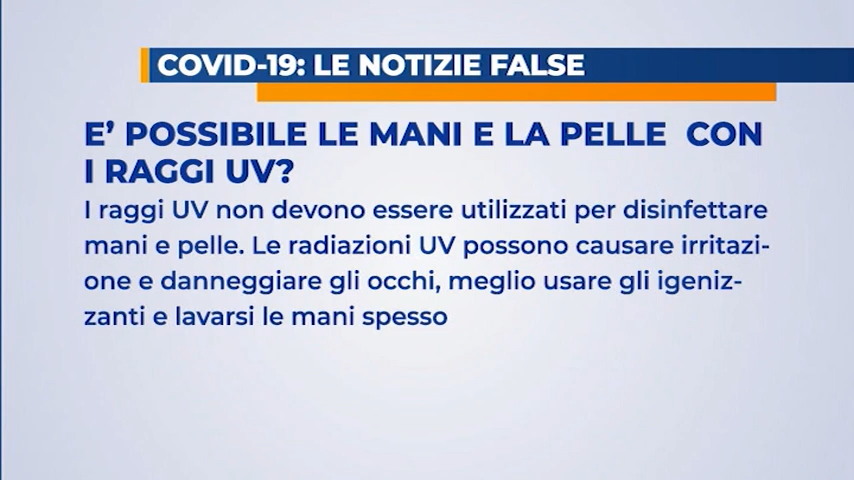 COVID-19: LE NOTIZIE FALSE
E' POSSIBILE LE MANI E LA PELLE  CON
I RAGGI UV?
I raggi UV non devono essere utilizzati per disinfettare
mani e pelle. Le radiazioni UV possono causare irritazi-
one e danneggiare gli occhi, meglio usare gli igeniz-
zanti e lavarsi le mani spesso